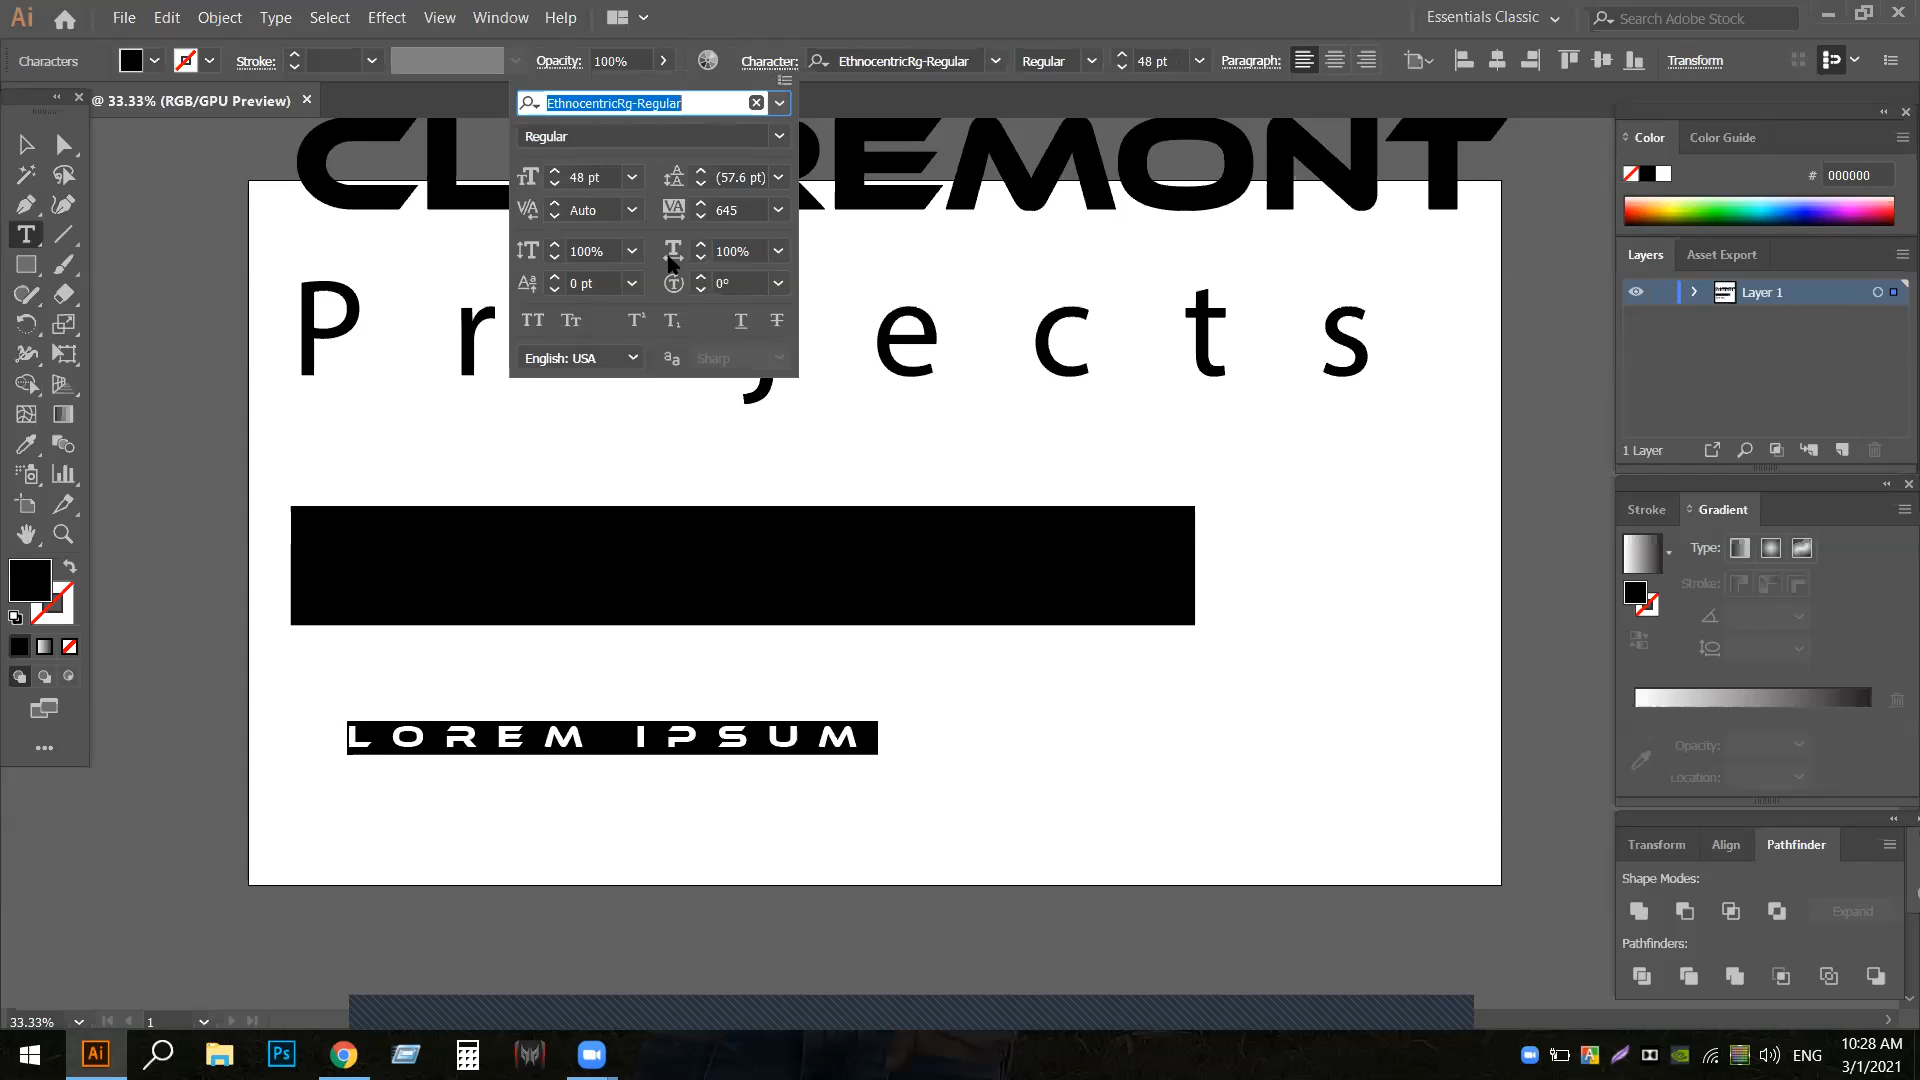 Ai File Edit Object Type Select Effect View Window Help Essentials Classic Search Adobe Stock
Characters Stroke: Opacity: 100% Character: EthnocentricRg-Regular Regular 48 pt Paragraph: Transform
@ 33.33% (RGB/GPU Preview)
EthnocentricRg-Regular
Regular
48 pt (57.6 pt)
Auto 645
100% 100%
0 pt 0°
English: USA Sharp
P r j e c t s
LOREM IPSUM
Color Color Guide
# 000000
Layers Asset Export
Layer 1
1 Layer
Stroke Gradient
Type:
Stroke:
Opacity:
Location:
Transform Align Pathfinder
Shape Modes:
Expand
Pathfinders:
33.33% 1
Ai Ps ENG 10:28 AM
3/1/2021